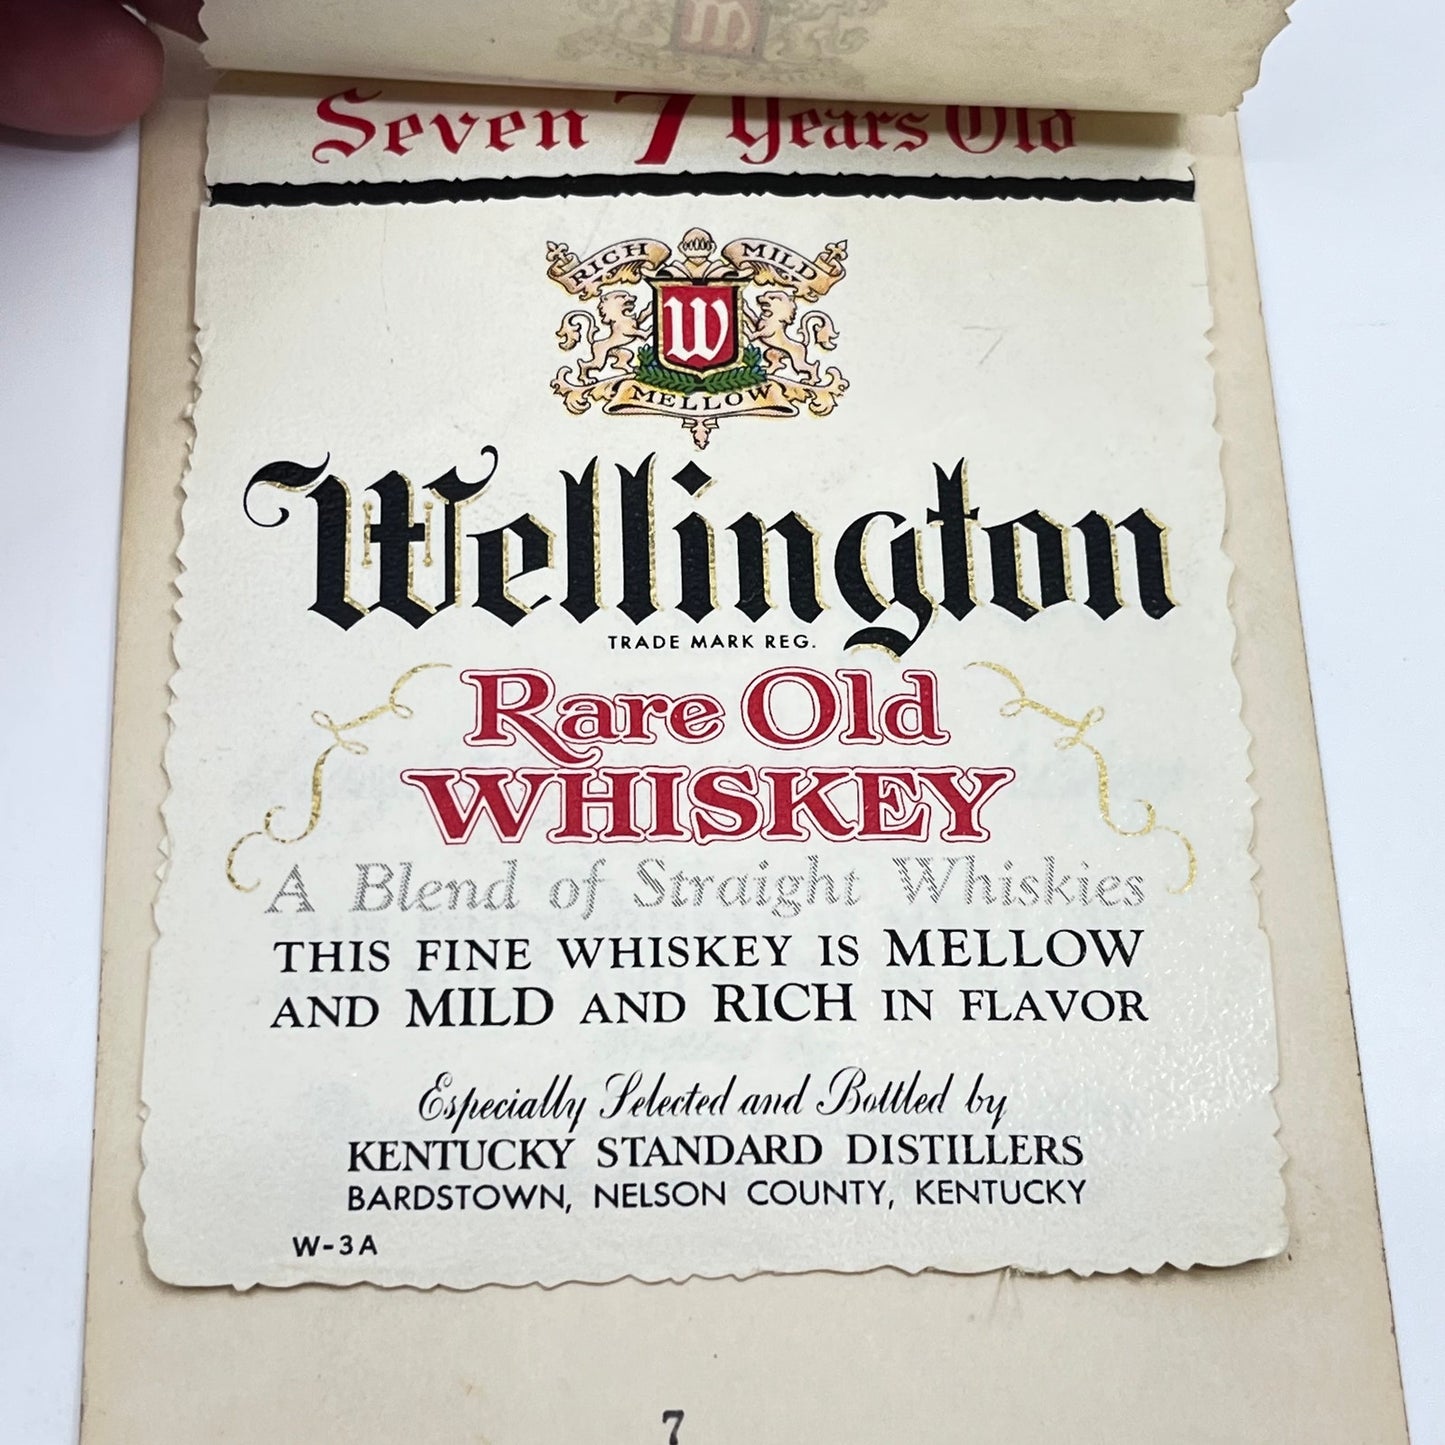 Seven 7 Years Old
RICH MILD
W
MELLOW
Wellington
TRADE MARK REG.
Rare Old
WHISKEY
A Blend of Straight Whiskies
THIS FINE WHISKEY IS MELLOW
AND MILD AND RICH IN FLAVOR
Especially Selected and Bottled by
KENTUCKY STANDARD DISTILLERS
BARDSTOWN, NELSON COUNTY, KENTUCKY
W-3A
7